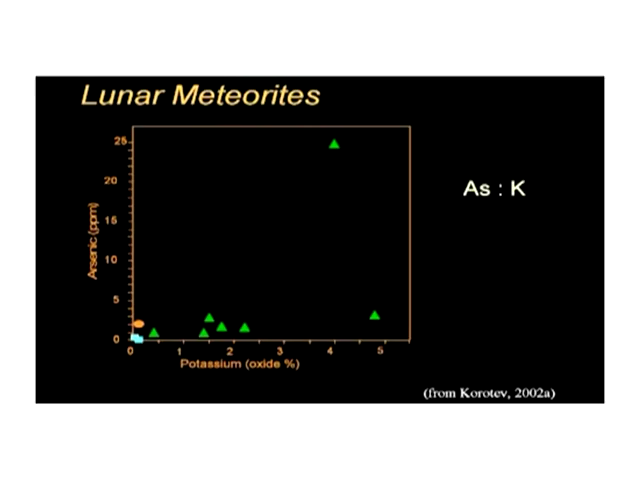 Lunar Meteorites
25
20
15
10
5
0
Arsenic (ppm)
0 1 2 3 4 5
Potassium (oxide %)
As : K
(from Korotev, 2002a)